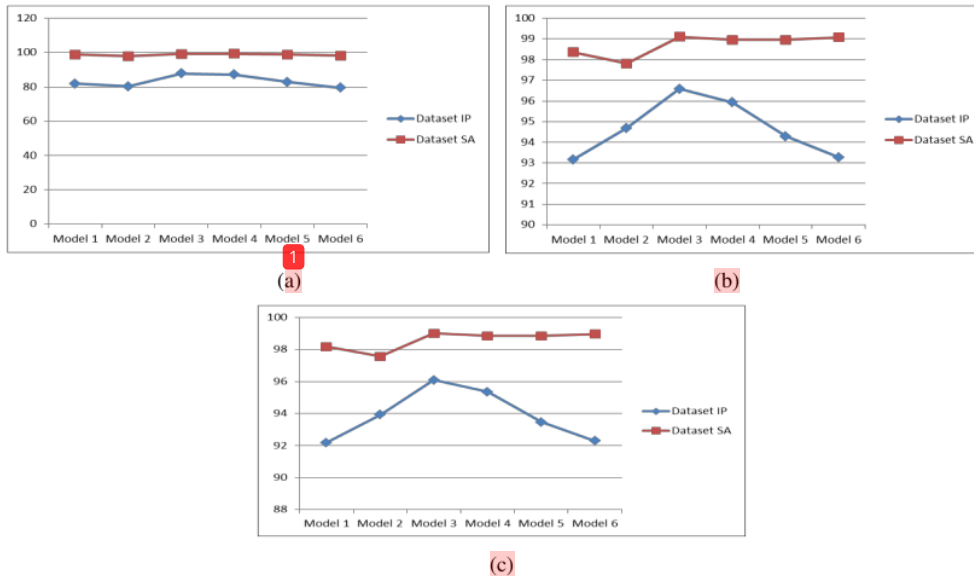 120
100
80
60
40
20
0
Model 1 Model 2 Model 3 Model 4 Model 5 Model 6
Dataset IP
Dataset SA
1
(a)
100
99
98
97
96
95
94
93
92
91
90
Model 1 Model 2 Model 3 Model 4 Model 5 Model 6
Dataset IP
Dataset SA
(b)
100
98
96
94
92
90
88
Model 1 Model 2 Model 3 Model 4 Model 5 Model 6
Dataset IP
Dataset SA
(c)